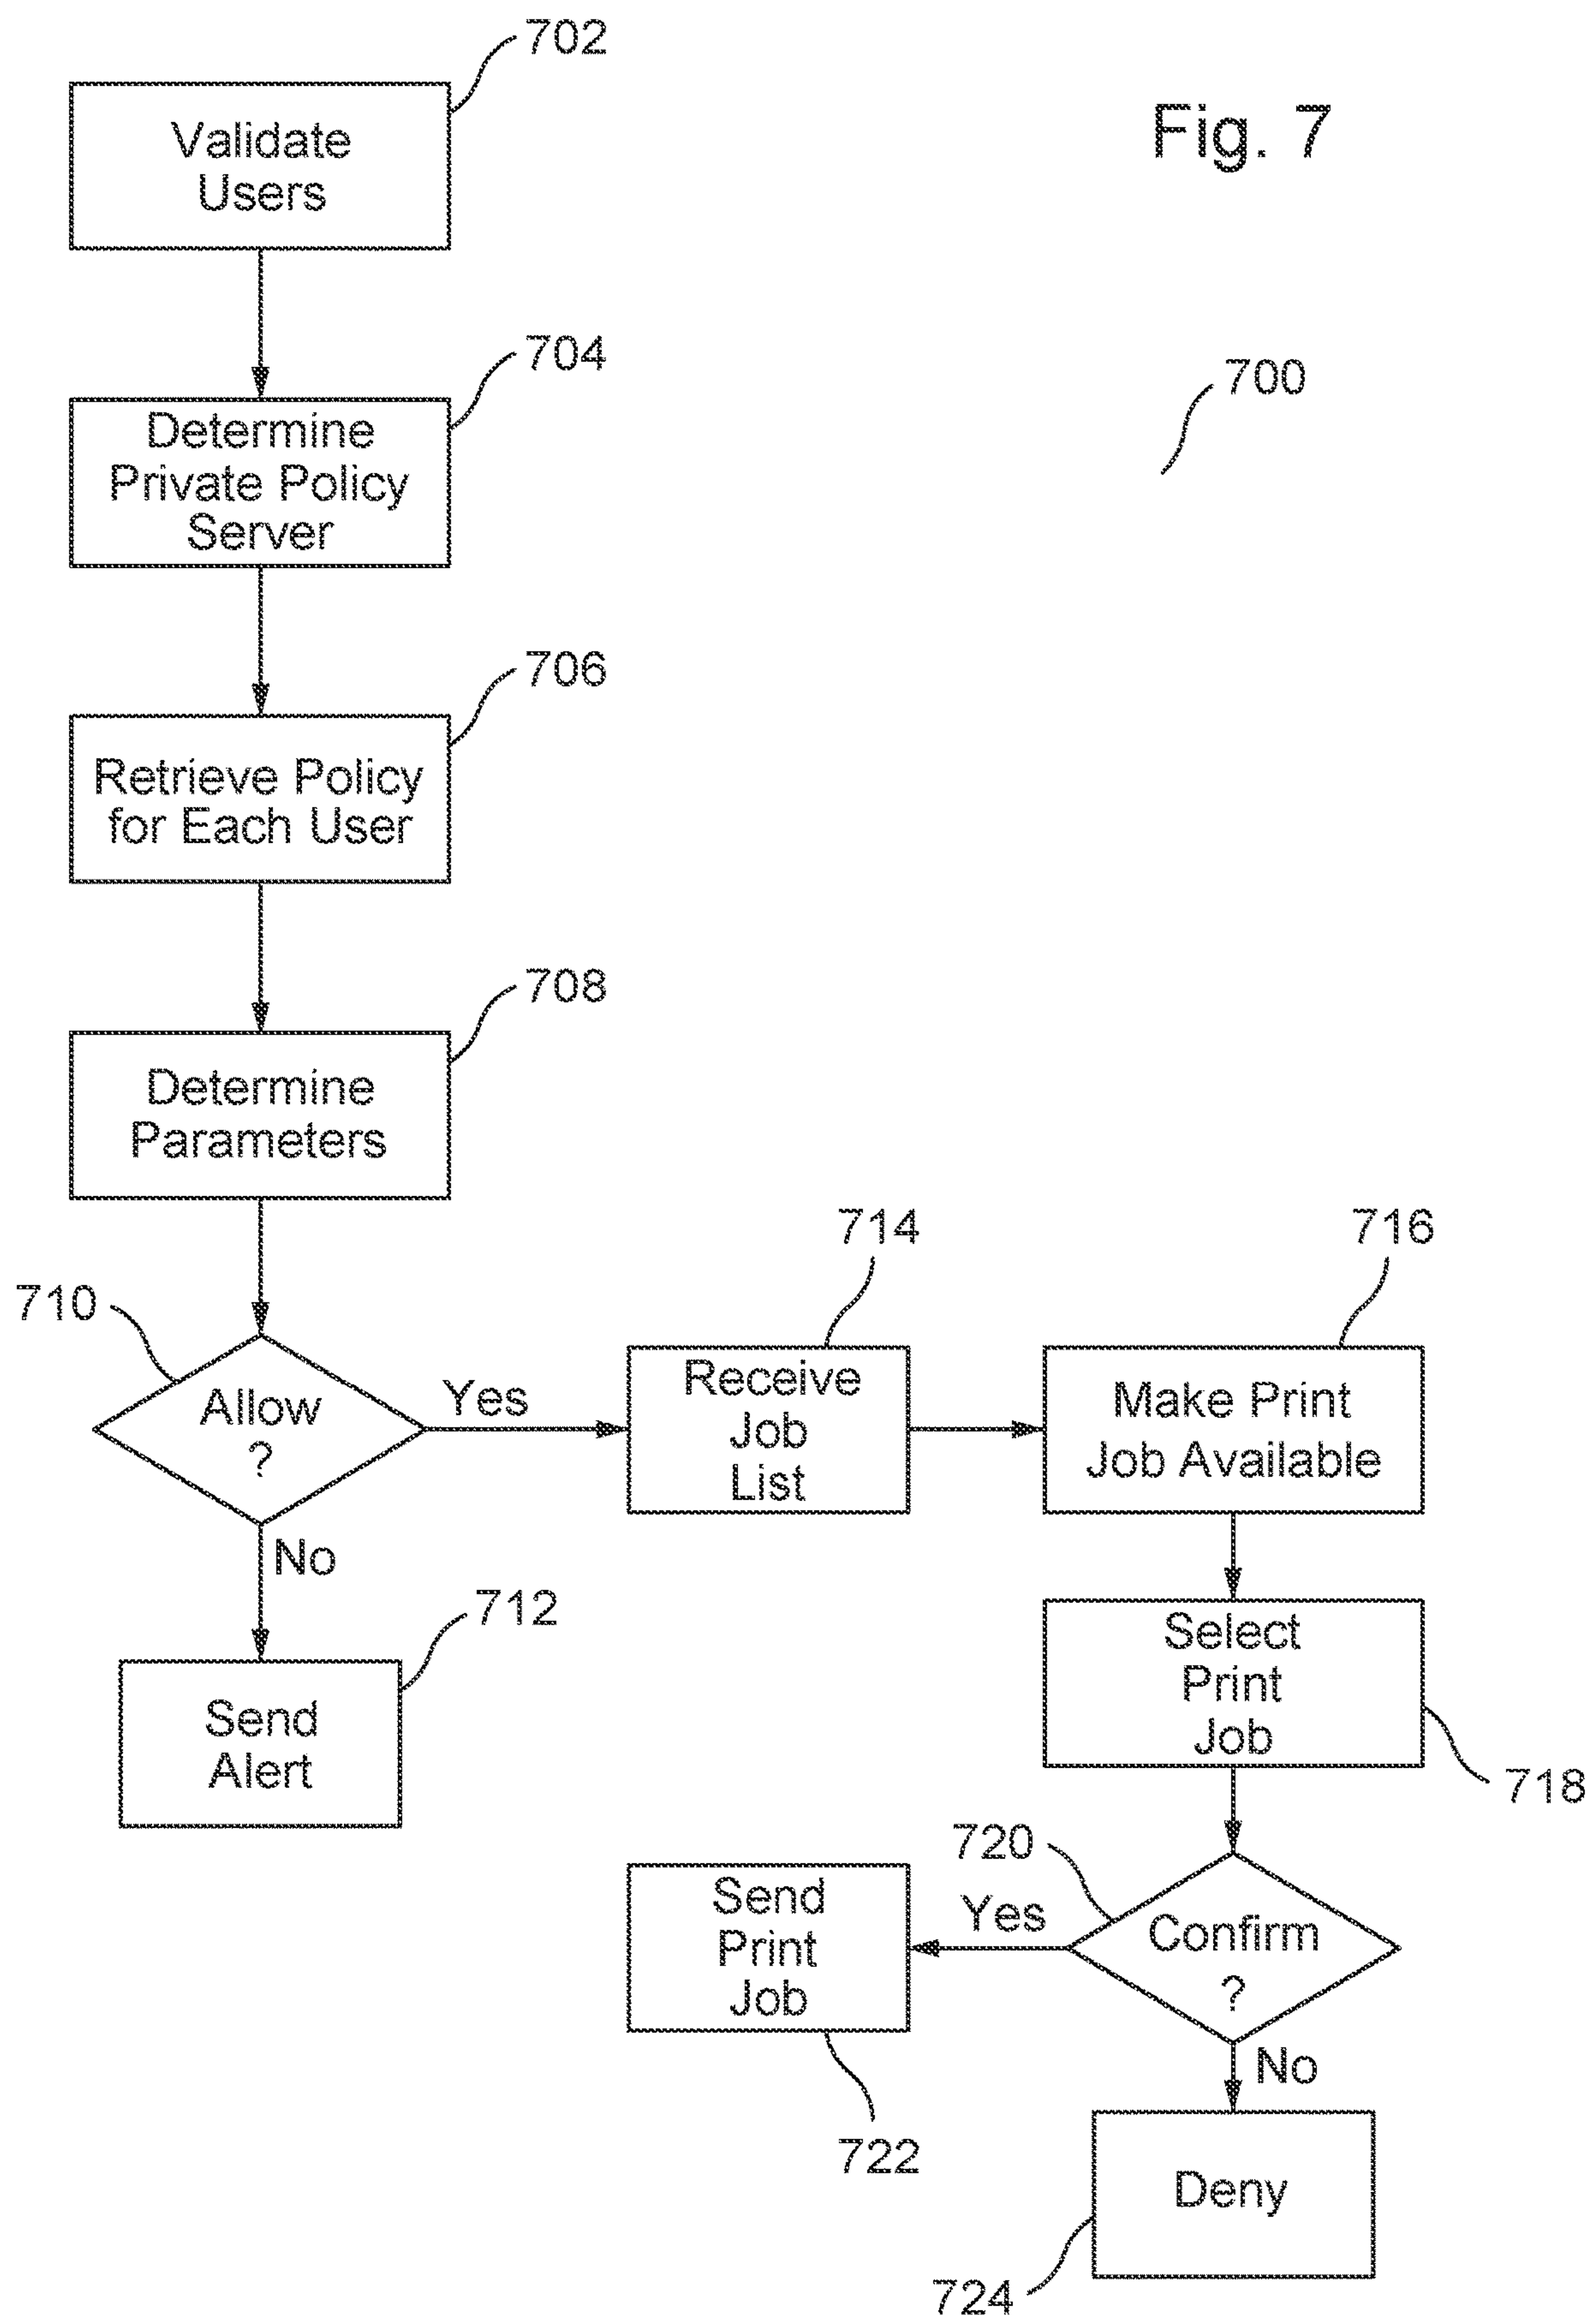 702
Validate
Users
Fig. 7
704
Determine
Private Policy
Server
700
706
Retrieve Policy
for Each User
708
Determine
Parameters
710
Allow
?
Yes
No
712
Send
Alert
714
Receive
Job
List
716
Make Print
Job Available
Select
Print
Job
718
720
Confirm
?
Yes
Send
Print
Job
722
No
Deny
724